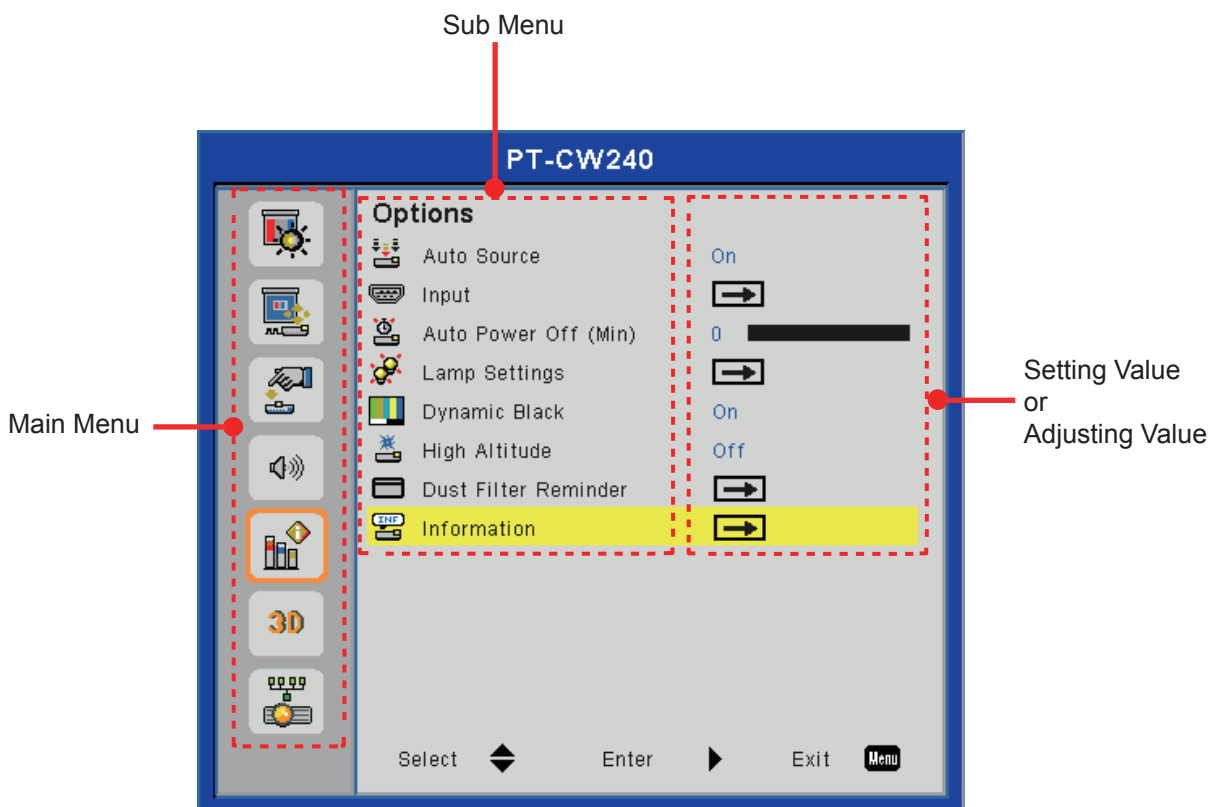 Sub Menu
PT-CW240
Options
Auto Source On
Input
Auto Power Off (Min) 0
Lamp Settings
Dynamic Black On
High Altitude Off
Dust Filter Reminder
INF Information
3D
Select Enter Exit Menu
Main Menu
Setting Value
or
Adjusting Value